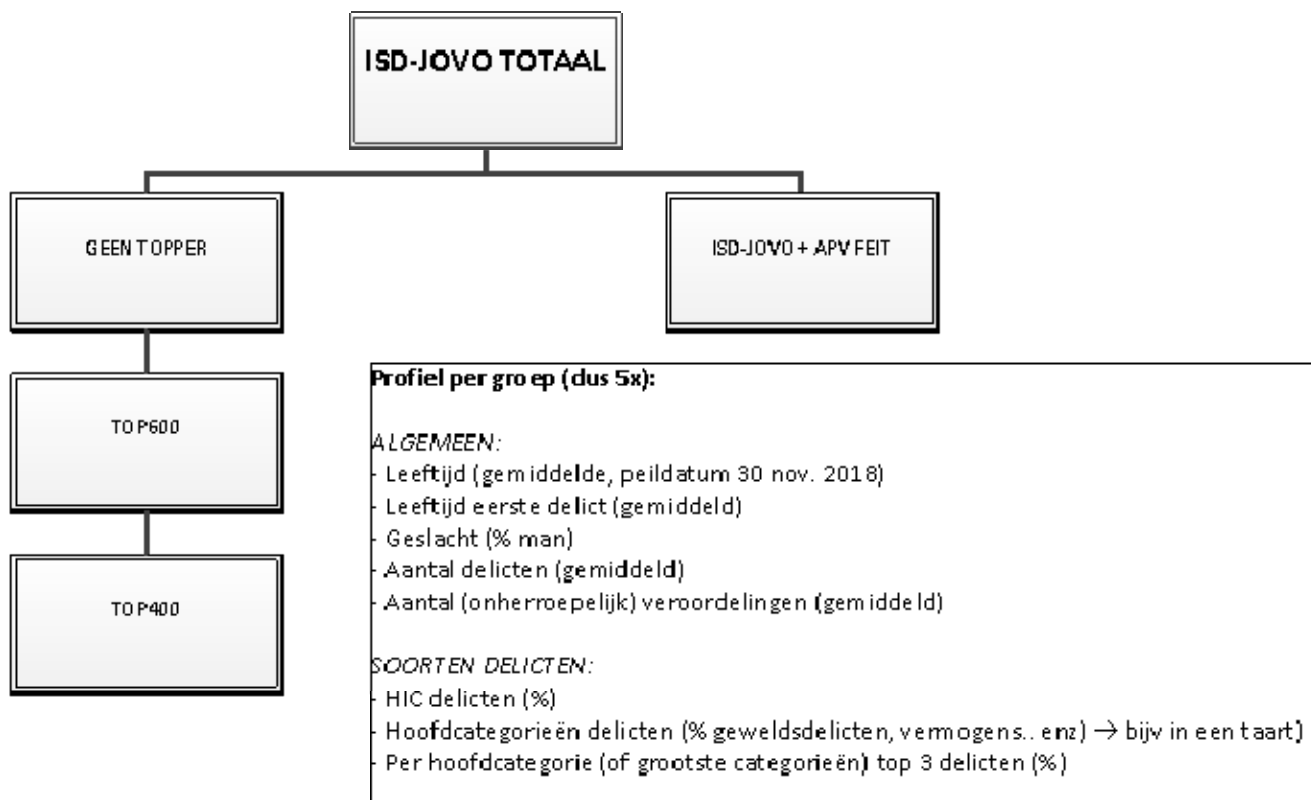 ISD-JOVO TOTAAL
GEEN TOPPER
ISD-JOVO + APV FEIT
TOP600
TOP400
Profiel per groep (dus 5x):
ALGEMEEN:
- Leeftijd (gemiddelde, peildatum 30 nov. 2018)
- Leeftijd eerste delict (gemiddeld)
- Geslacht (% man)
- Aantal delicten (gemiddeld)
- Aantal (onherroepelijk) veroordelingen (gemiddeld)
SOORTEN DELICTEN:
- HIC delicten (%)
- Hoofdcategorieën delicten (% geweldsdelicten, vermogens.. enz) → bijv in een taart)
- Per hoofdcategorie (of grootste categorieën) top 3 delicten (%)